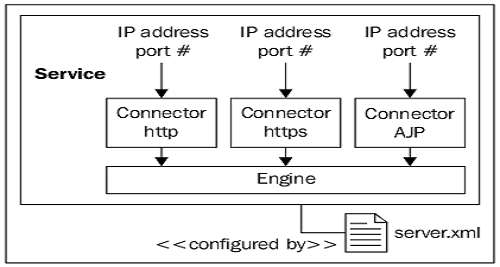 IP address IP address IP address
port # port # port #
Service
Connector Connector Connector
http https AJP
Engine
server.xml
<<configured by>>